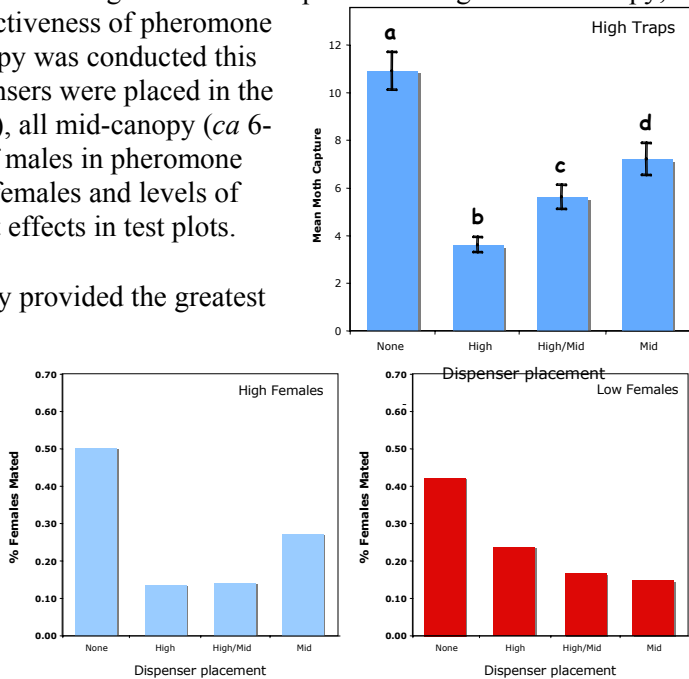 ctiveness of pheromone
py was conducted this
nsers were placed in the
), all mid-canopy (ca 6-
f males in pheromone
females and levels of
t effects in test plots.
y provided the greatest
High Traps
Mean Moth Capture
12
10
8
6
4
2
0
a
b
c
d
None High High/Mid Mid
Dispenser placement
High Females
% Females Mated
0.70
0.60
0.50
0.40
0.30
0.20
0.10
0.00
None High High/Mid Mid
Dispenser placement
Low Females
% Females Mated
0.70
0.60
0.50
0.40
0.30
0.20
0.10
0.00
None High High/Mid Mid
Dispenser placement